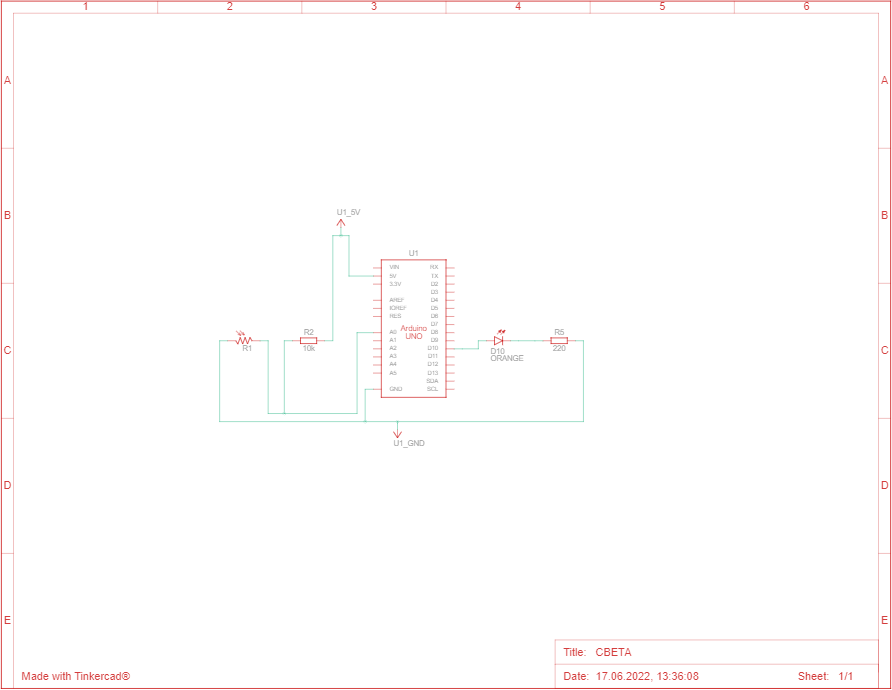 1 2 3 4 5 6
A A
B B
C C
D D
E E
U1_5V
U1
VIN RX
5V TX
3.3V D2
D3
AREF D4
IOREF D5
RES D6
D7
A0 D8
A1 D9
A2 D10
A3 D11
A4 D12
A5 D13
SDA
GND SCL
Arduino
UNO
R1
R2
10k
D10
ORANGE
R5
220
U1_GND
Title: CBETA
Date: 17.06.2022, 13:36:08 Sheet: 1/1
Made with Tinkercad®